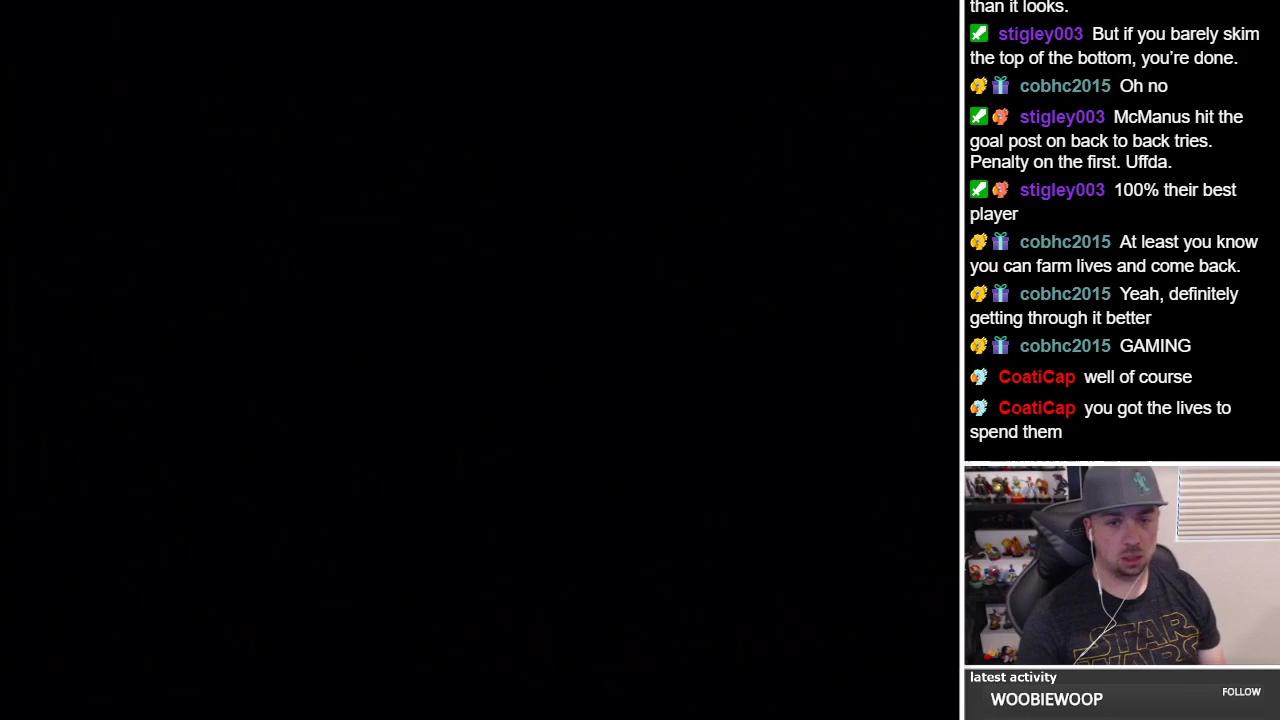 than it looks.
stigley003 But if you barely skim
the top of the bottom, you’re done.
cobhc2015 Oh no
stigley003 McManus hit the
goal post on back to back tries.
Penalty on the first. Uffda.
stigley003 100% their best
player
cobhc2015 At least you know
you can farm lives and come back.
cobhc2015 Yeah, definitely
getting through it better
cobhc2015 GAMING
CoatiCap well of course
CoatiCap you got the lives to
spend them
STAR
WARS
latest activity
WOOBIEWOOP FOLLOW